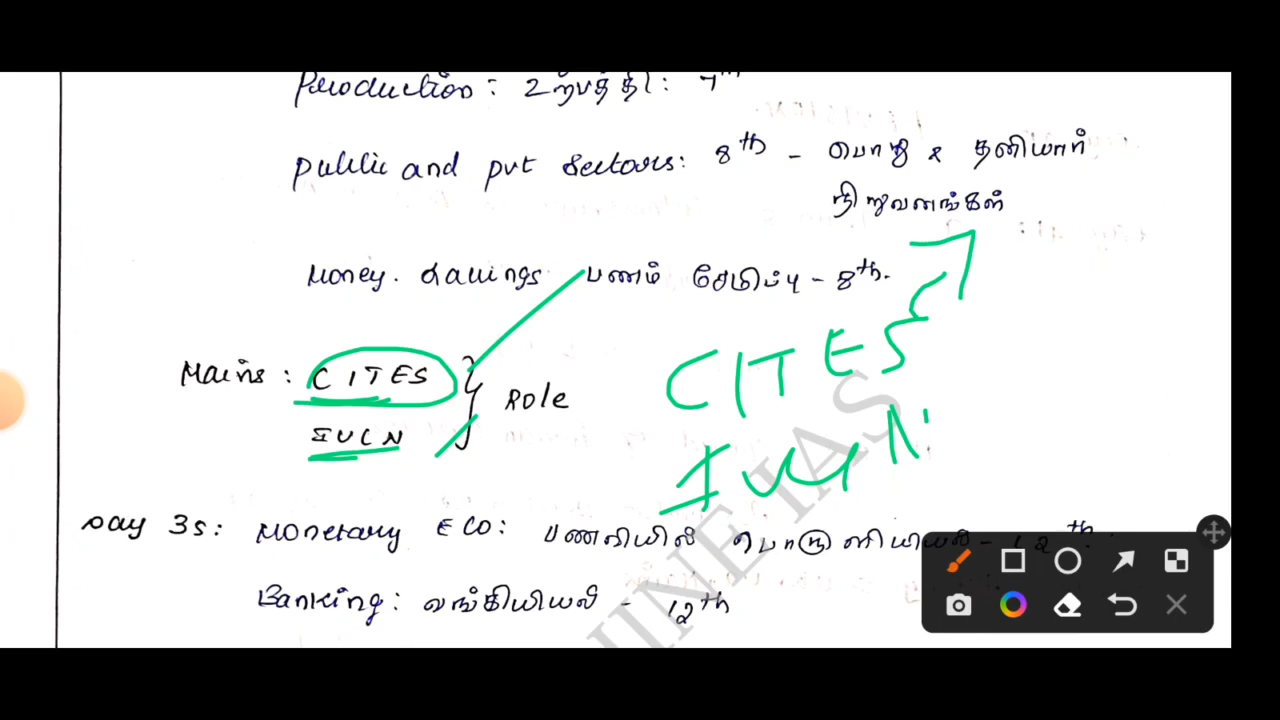 Production: உற்பத்தி: 7th
Public and pvt sectors: 8th - பொது & தனியார்
நிறுவனங்கள்
Money. Savings பணம் சேமிப்பு - 8th.
Mains: CITES
IUCN
} Role
CITES
IUCN
Day 35: Monetary ECO: பணவியில் பொருளியியல் - 12th.
Banking: வங்கியியல் - 12th